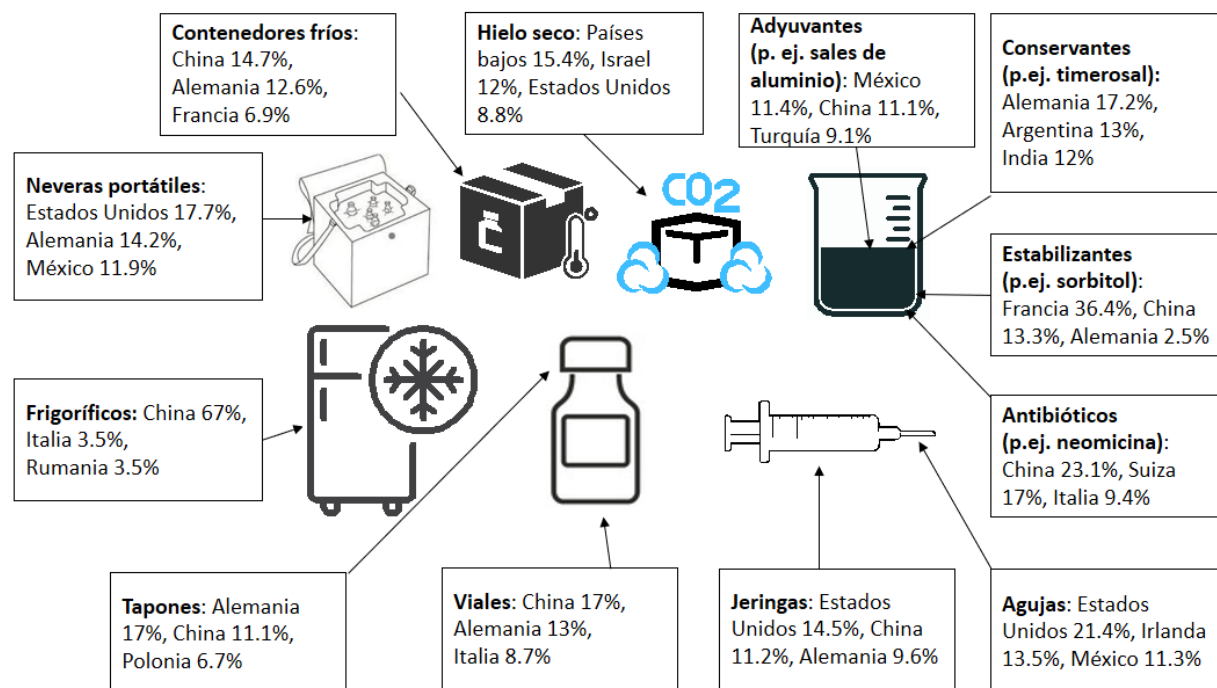 Contenedores fríos:
China 14.7%,
Alemania 12.6%,
Francia 6.9%
Hielo seco: Países
bajos 15.4%, Israel
12%, Estados Unidos
8.8%
Adyuvantes
(p. ej. sales de
aluminio): México
11.4%, China 11.1%,
Turquía 9.1%
Conservantes
(p.ej. timerosal):
Alemania 17.2%,
Argentina 13%,
India 12%
Neveras portátiles:
Estados Unidos 17.7%,
Alemania 14.2%,
México 11.9%
CO2
Estabilizantes
(p.ej. sorbitol):
Francia 36.4%, China
13.3%, Alemania 2.5%
Frigoríficos: China 67%,
Italia 3.5%,
Rumania 3.5%
Antibióticos
(p.ej. neomicina):
China 23.1%, Suiza
17%, Italia 9.4%
Tapones: Alemania
17%, China 11.1%,
Polonia 6.7%
Viales: China 17%,
Alemania 13%,
Italia 8.7%
Jeringas: Estados
Unidos 14.5%, China
11.2%, Alemania 9.6%
Agujas: Estados
Unidos 21.4%, Irlanda
13.5%, México 11.3%